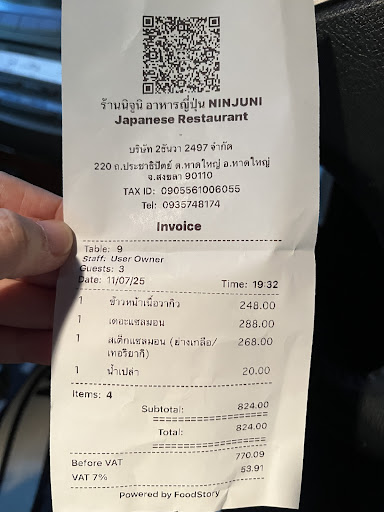 ร้านนิจูนิ อาหารญี่ปุ่น NINJUNI
Japanese Restaurant
บริษัท 2ธันวา 2497 จำกัด
220 ถ.ประชาธิปัตย์ ต.หาดใหญ่ อ.หาดใหญ่
จ.สงขลา 90110
TAX ID: 0905561006055
Tel: 0935748174
Invoice
Table: 9
Staff: User Owner
Guests: 3
Date: 11/07/25 Time: 19:32
1 ข้าวหน้าเนื้อวากิว 248.00
1 เดอะแซลมอน 288.00
1 สเต็กแซลมอน (ย่างเกลือ/ 268.00
เทอริยากิ)
1 น้ำเปล่า 20.00
Items: 4
Subtotal: 824.00
====================
Total: 824.00
====================
Before VAT 770.09
VAT 7% 53.91
Powered by FoodStory